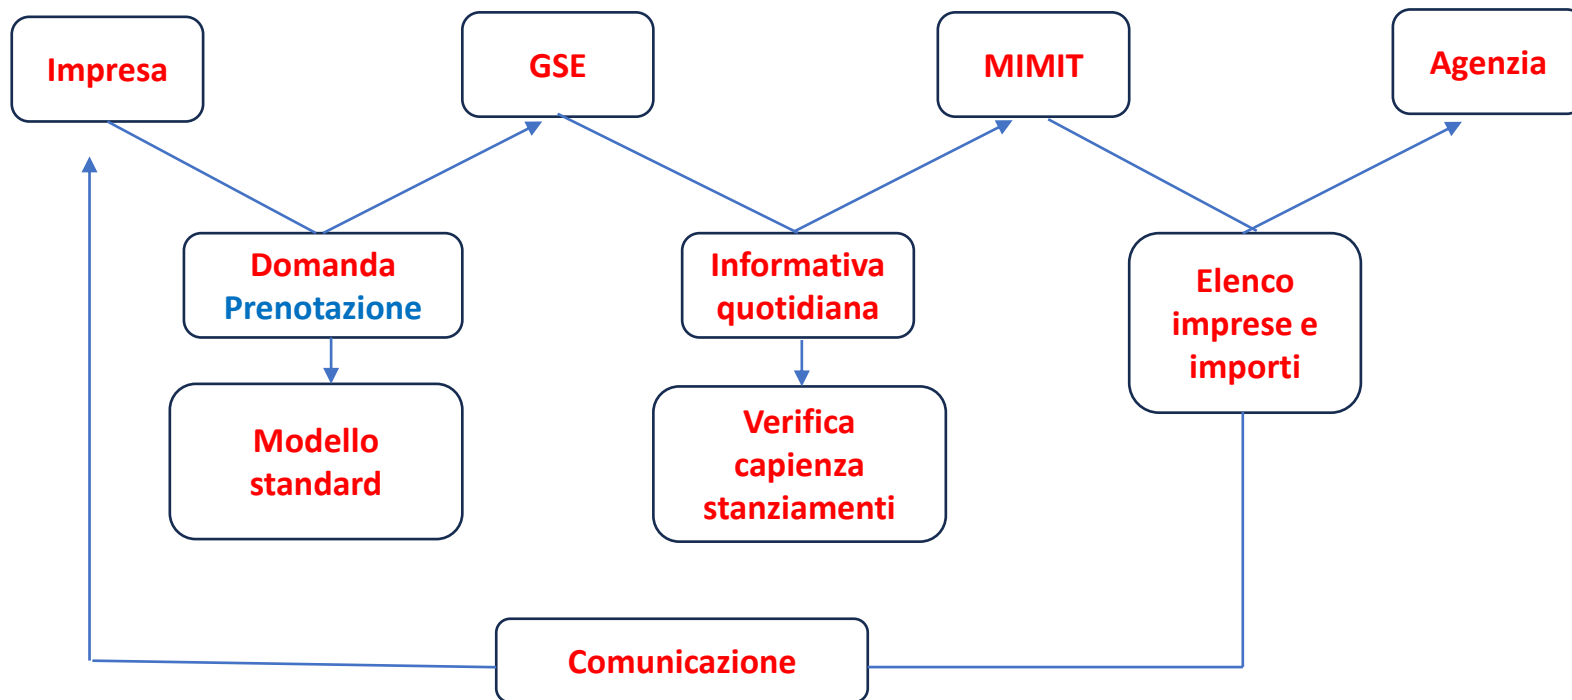 Impresa
GSE
MIMIT
Agenzia
Domanda
Prenotazione
Informativa
quotidiana
Elenco
imprese e
importi
Modello
standard
Verifica
capienza
stanziamenti
Comunicazione